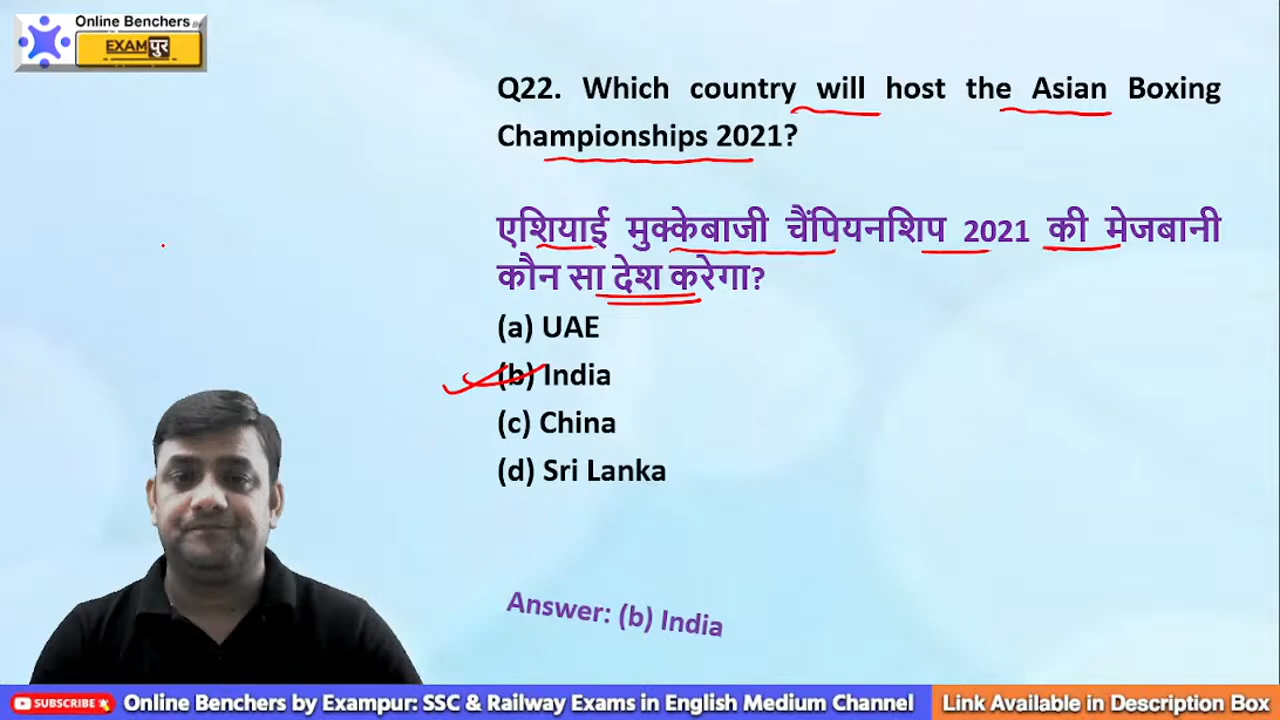 Online Benchers By
EXAMपुर
Q22. Which country will host the Asian Boxing
Championships 2021?
एशियाई मुक्केबाजी चैंपियनशिप 2021 की मेजबानी
कौन सा देश करेगा?
(a) UAE
(b) India
(c) China
(d) Sri Lanka
Answer: (b) India
SUBSCRIBE Online Benchers by Exampur: SSC & Railway Exams in English Medium Channel Link Available in Description Box